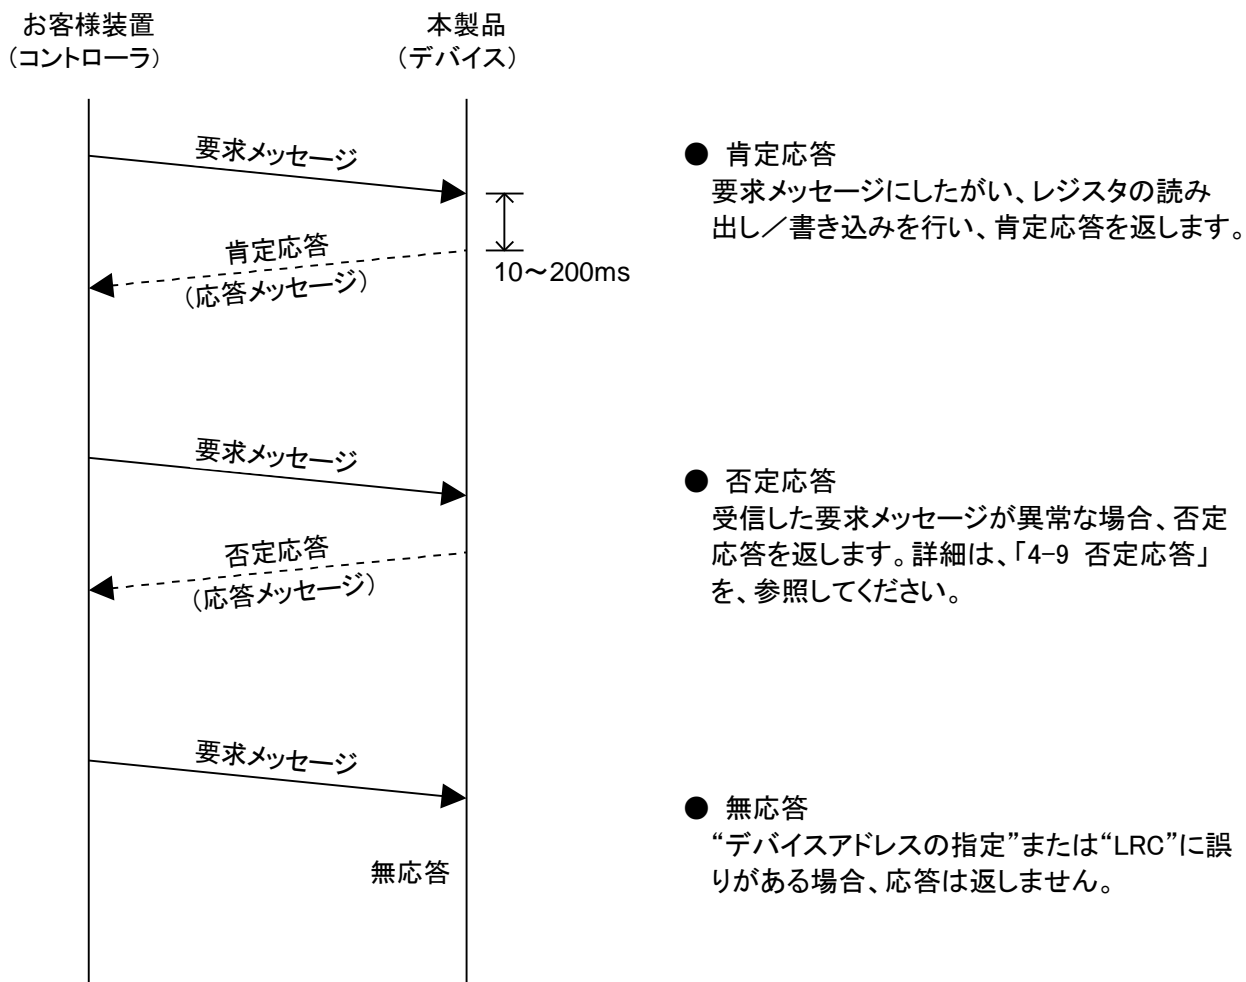 お客様装置
（コントローラ）
本製品
（デバイス）
要求メッセージ
肯定応答
（応答メッセージ）
10～200ms
● 肯定応答
要求メッセージにしたがい、レジスタの読み
出し／書き込みを行い、肯定応答を返します。
要求メッセージ
否定応答
（応答メッセージ）
● 否定応答
受信した要求メッセージが異常な場合、否定
応答を返します。詳細は、「4-9 否定応答」
を、参照してください。
要求メッセージ
無応答
● 無応答
“デバイスアドレスの指定”または“LRC”に誤
りがある場合、応答は返しません。